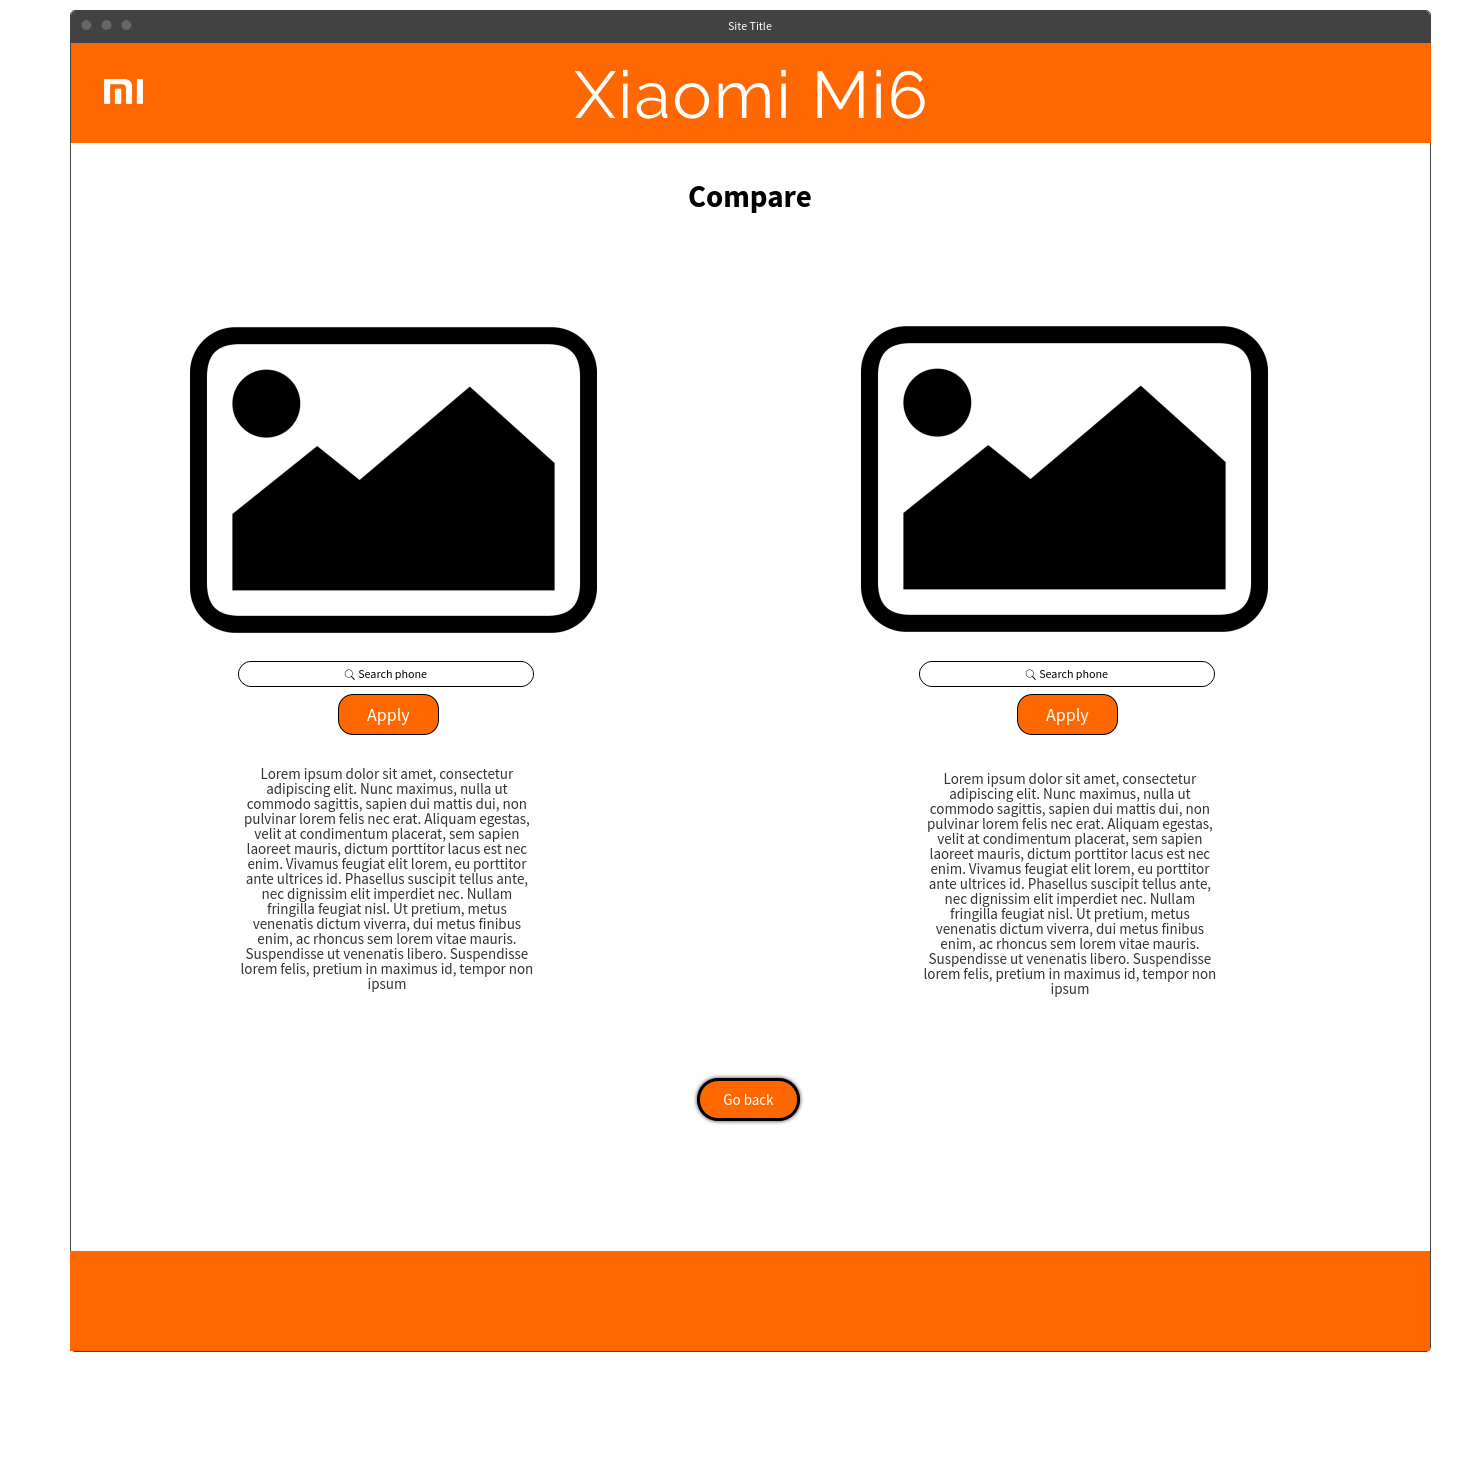 Site Title
mi
Xiaomi Mi6
Compare
Search phone
Apply
Lorem ipsum dolor sit amet, consectetur
adipiscing elit. Nunc maximus, nulla ut
commodo sagittis, sapien dui mattis dui, non
pulvinar lorem felis nec erat. Aliquam egestas,
velit at condimentum placerat, sem sapien
laoreet mauris, dictum porttitor lacus est nec
enim. Vivamus feugiat elit lorem, eu porttitor
ante ultrices id. Phasellus suscipit tellus ante,
nec dignissim elit imperdiet nec. Nullam
fringilla feugiat nisl. Ut pretium, metus
venenatis dictum viverra, dui metus finibus
enim, ac rhoncus sem lorem vitae mauris.
Suspendisse ut venenatis libero. Suspendisse
lorem felis, pretium in maximus id, tempor non
ipsum
Search phone
Apply
Lorem ipsum dolor sit amet, consectetur
adipiscing elit. Nunc maximus, nulla ut
commodo sagittis, sapien dui mattis dui, non
pulvinar lorem felis nec erat. Aliquam egestas,
velit at condimentum placerat, sem sapien
laoreet mauris, dictum porttitor lacus est nec
enim. Vivamus feugiat elit lorem, eu porttitor
ante ultrices id. Phasellus suscipit tellus ante,
nec dignissim elit imperdiet nec. Nullam
fringilla feugiat nisl. Ut pretium, metus
venenatis dictum viverra, dui metus finibus
enim, ac rhoncus sem lorem vitae mauris.
Suspendisse ut venenatis libero. Suspendisse
lorem felis, pretium in maximus id, tempor non
ipsum
Go back